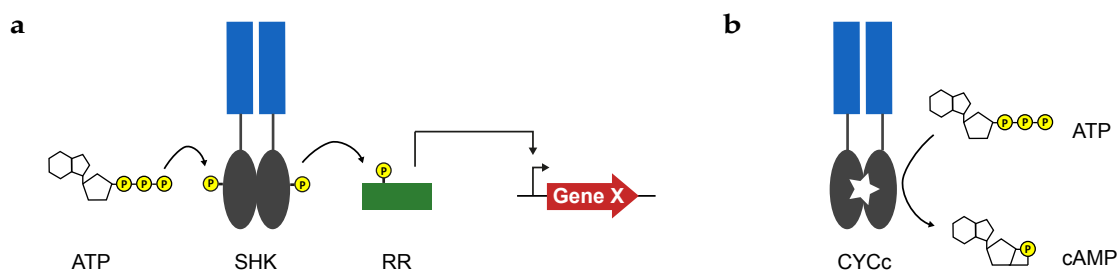 a
P P P
P P
P
Gene X
ATP SHK RR
b
P P P
ATP
P
cAMP
CYCc